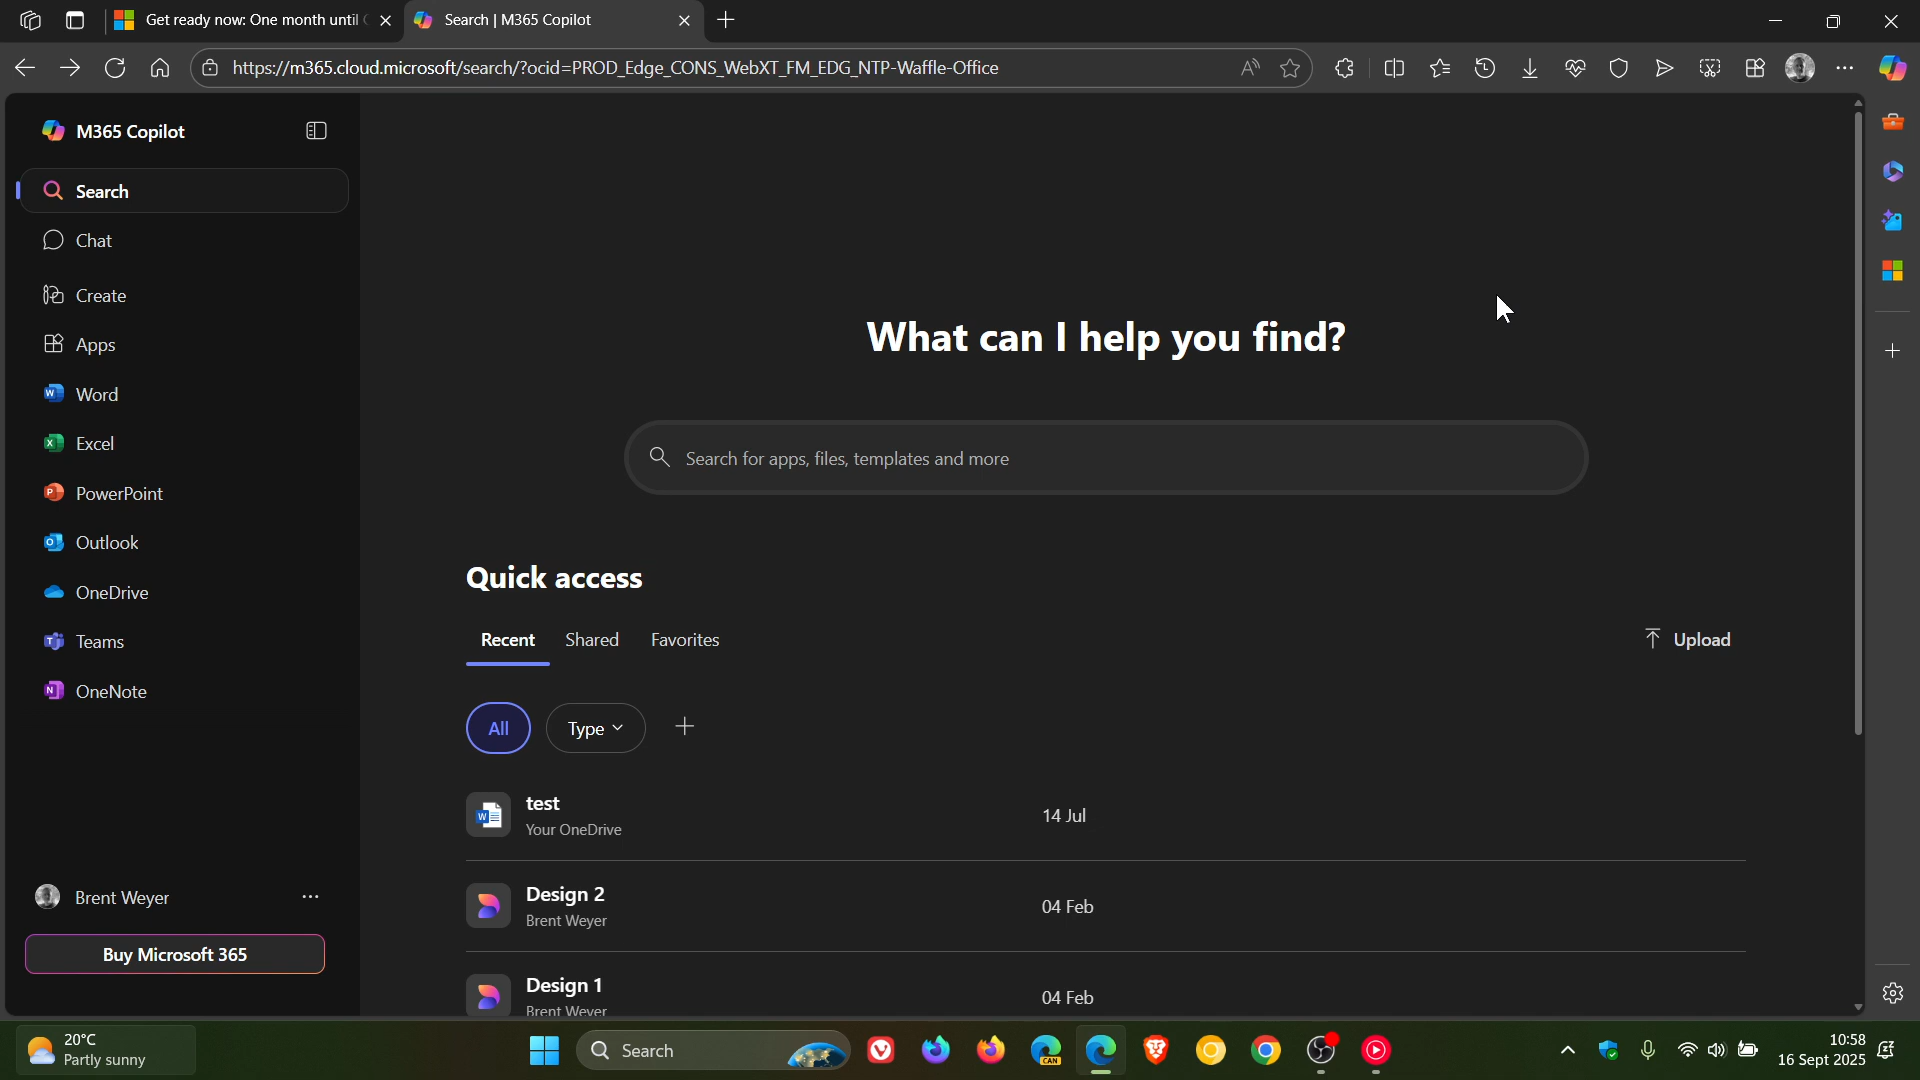 Get ready now: One month until
Search | M365 Copilot
https://m365.cloud.microsoft/search/?ocid=PROD_Edge_CONS_WebXT_FM_EDG_NTP-Waffle-Office
M365 Copilot
Search
Chat
Create
Apps
Word
Excel
PowerPoint
Outlook
OneDrive
Teams
OneNote
Brent Weyer
Buy Microsoft 365
What can I help you find?
Search for apps, files, templates and more
Quick access
Recent Shared Favorites
Upload
All Type
test
Your OneDrive
14 Jul
Design 2
Brent Weyer
04 Feb
Design 1
Brent Weyer
04 Feb
20°C
Partly sunny
Search
CAN
10:58
16 Sept 2025